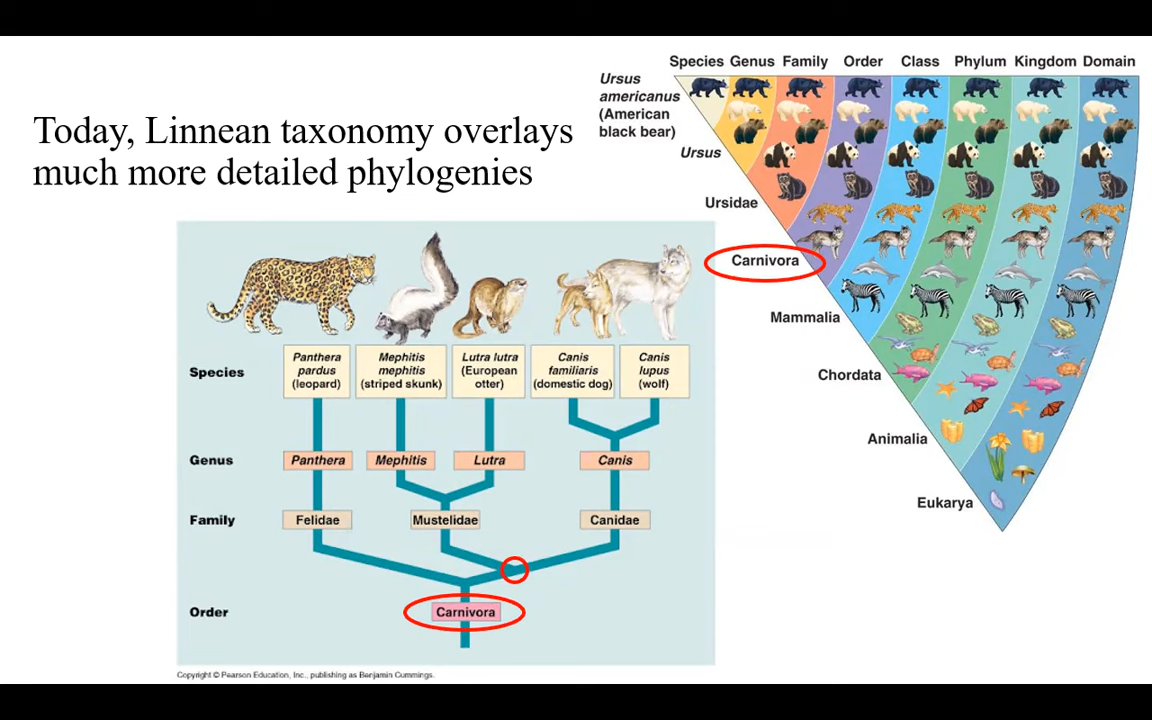 Today, Linnean taxonomy overlays
much more detailed phylogenies
Species Genus Family Order Class Phylum Kingdom Domain
Ursus
americanus
(American
black bear)
Ursus
Ursidae
Carnivora
Mammalia
Chordata
Animalia
Eukarya
Species
Panthera
pardus
(leopard)
Mephitis
mephitis
(striped skunk)
Lutra lutra
(European
otter)
Canis
familiaris
(domestic dog)
Canis
lupus
(wolf)
Genus
Panthera
Mephitis
Lutra
Canis
Family
Felidae
Mustelidae
Canidae
Order
Carnivora
Copyright © Pearson Education, Inc., publishing as Benjamin Cummings.